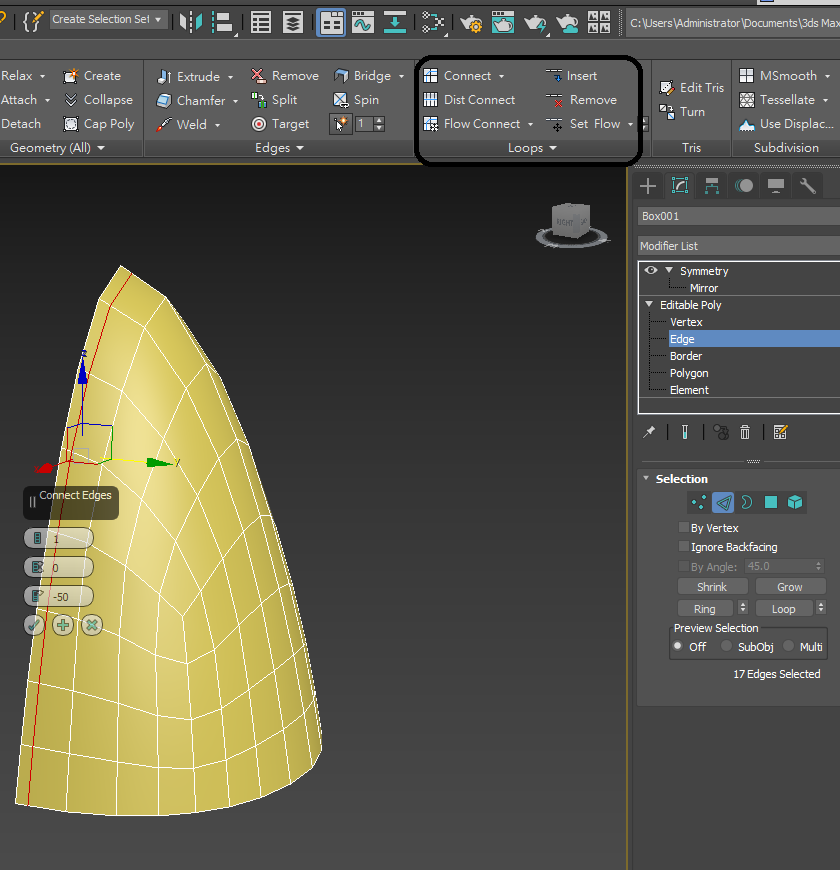 Create Selection Set
C:\Users\Administrator\Documents\3ds Max
Relax Create Extrude Remove Bridge Connect Insert Edit Tris MSmooth
Attach Collapse Chamfer Split Spin Dist Connect Remove Turn Tessellate
Detach Cap Poly Weld Target 1 Flow Connect Set Flow Use Displac...
Geometry (All) Edges Loops Tris Subdivision
RIGHT
Box001
Modifier List
Symmetry
Mirror
Editable Poly
Vertex
Edge
Border
Polygon
Element
z
y
Connect Edges
1
0
-50
Selection
By Vertex
Ignore Backfacing
By Angle: 45.0
Shrink Grow
Ring Loop
Preview Selection
Off SubObj Multi
17 Edges Selected